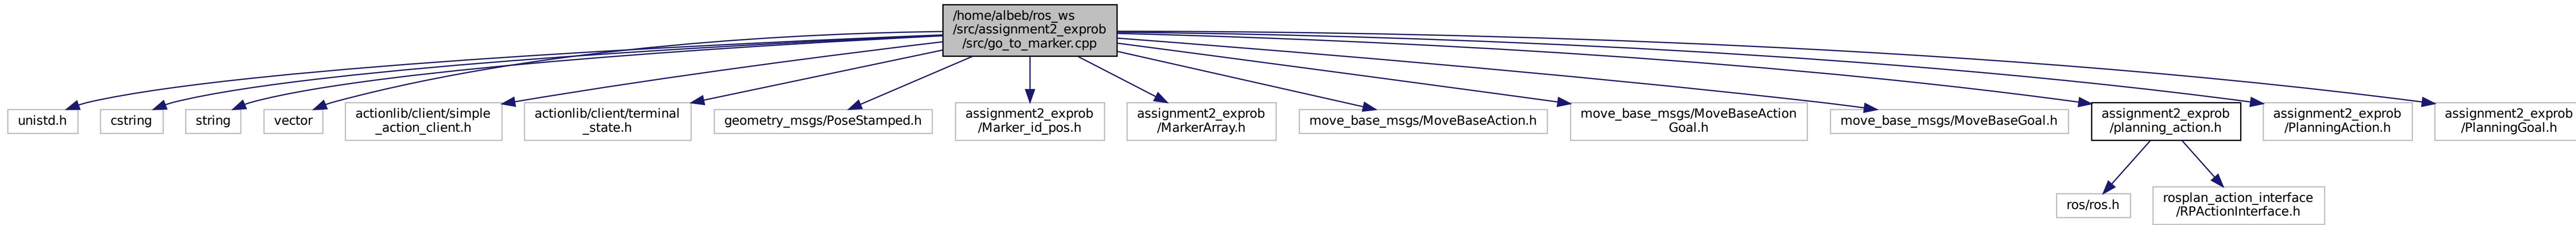 /home/albeb/ros_ws
/src/assignment2_exprob
/src/go_to_marker.cpp
unistd.h
cstring
string
vector
actionlib/client/simple
_action_client.h
actionlib/client/terminal
_state.h
geometry_msgs/PoseStamped.h
assignment2_exprob
/Marker_id_pos.h
assignment2_exprob
/MarkerArray.h
move_base_msgs/MoveBaseAction.h
move_base_msgs/MoveBaseAction
Goal.h
move_base_msgs/MoveBaseGoal.h
assignment2_exprob
/planning_action.h
assignment2_exprob
/PlanningAction.h
assignment2_exprob
/PlanningGoal.h
ros/ros.h
rosplan_action_interface
/RPActionInterface.h